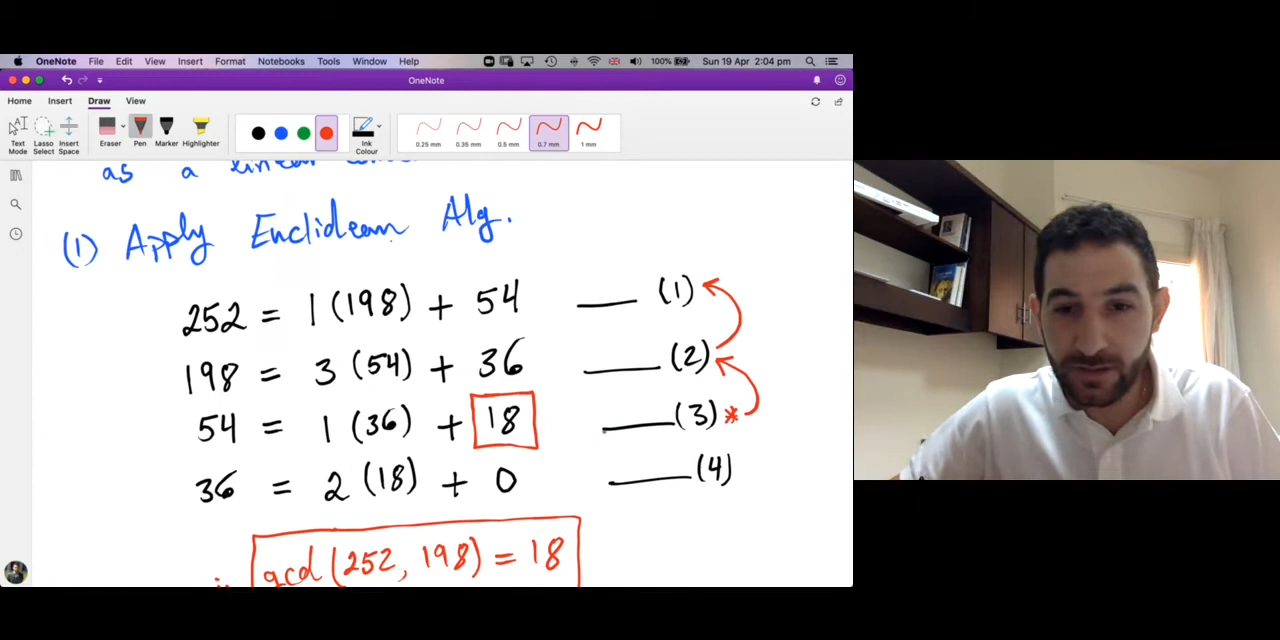 OneNote File Edit View Insert Format Notebooks Tools Window Help 100% Sun 19 Apr 2:04 pm
OneNote
Home Insert Draw View
Text Mode Lasso Select Insert Space Eraser Pen Marker Highlighter Ink Colour 0.25 mm 0.35 mm 0.5 mm 0.7 mm 1 mm
as a linear
(1) Apply Euclidean Alg.
252 = 1 (198) + 54 —— (1)
198 = 3 (54) + 36 —— (2)
54 = 1 (36) + 18 —— (3) *
36 = 2 (18) + 0 —— (4)
gcd (252, 198) = 18